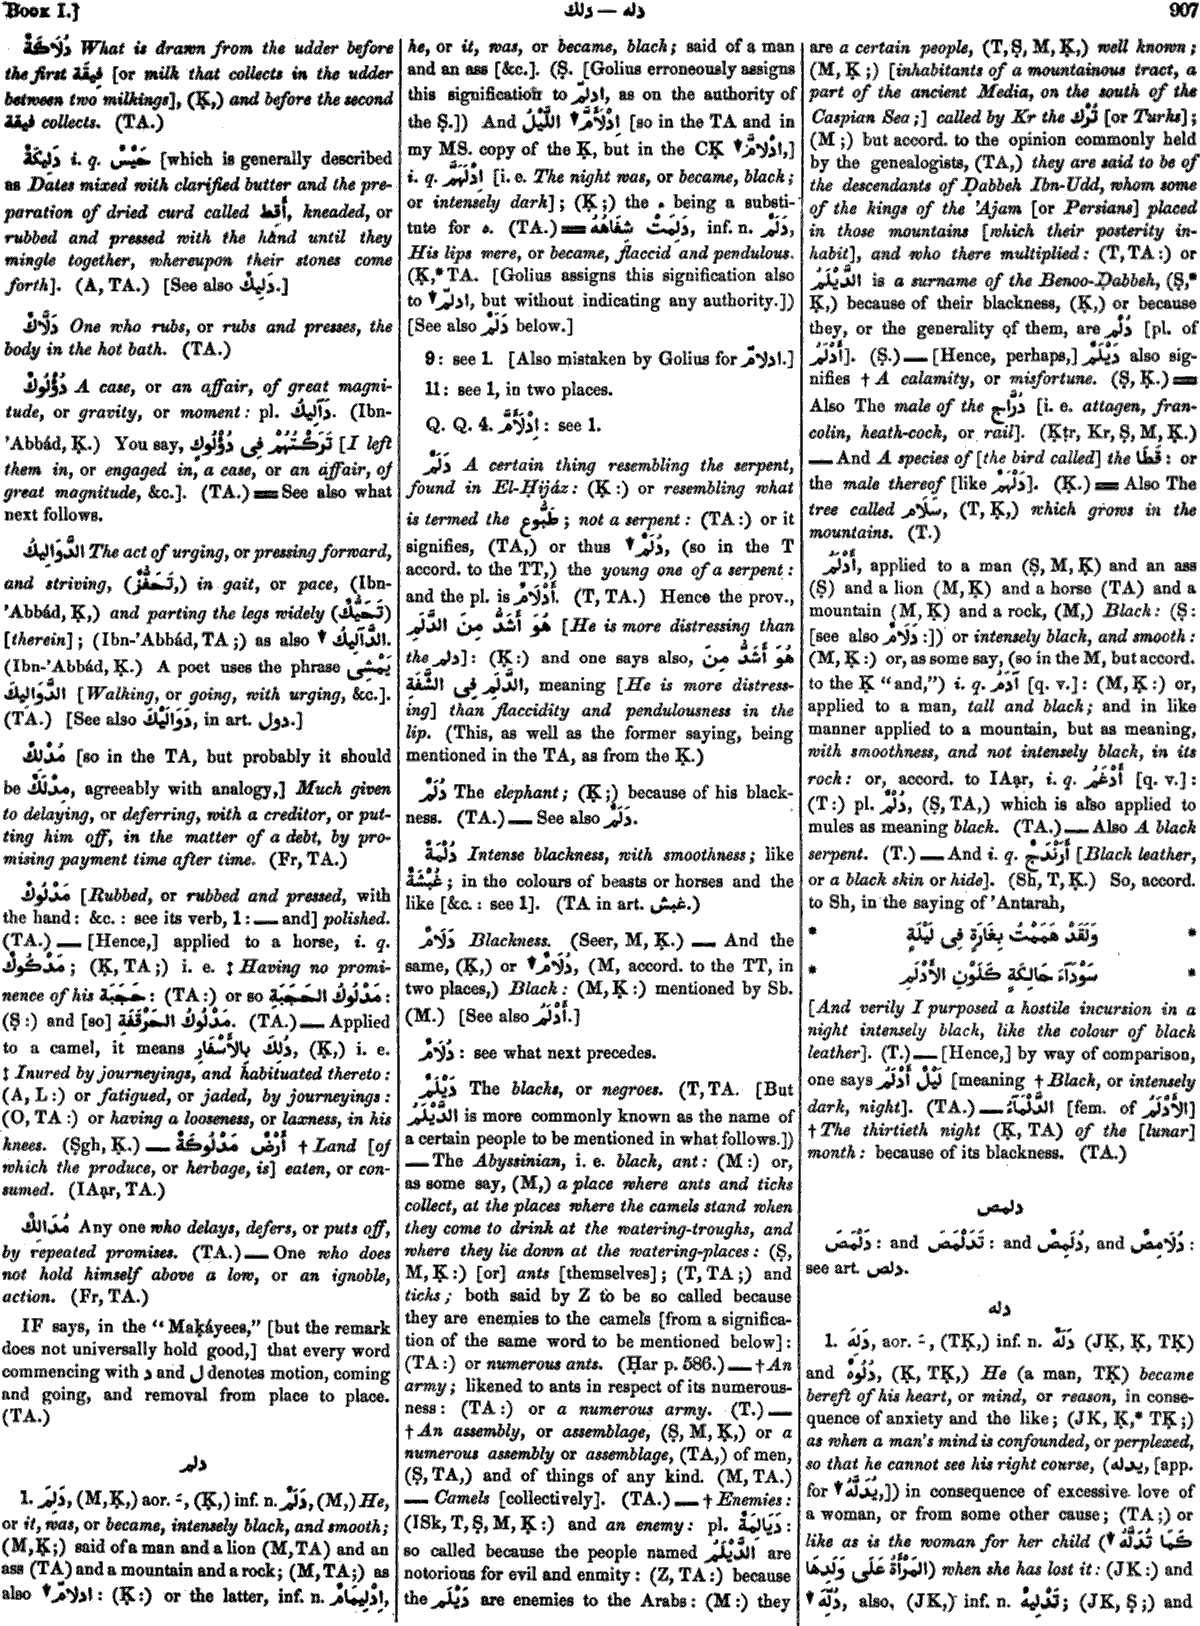 Book I.]
دله — دلك
907
دُلَاكَةٌ What is drawn from the udder before
the first فِيقَة [or milk that collects in the udder
between two milkings], (Ḳ,) and before the second
فيقة collects. (TA.)
دَلِيكَةٌ i. q. حَيْسٌ [which is generally described
as Dates mixed with clarified butter and the pre-
paration of dried curd called أَقِط, kneaded, or
rubbed and pressed with the hand until they
mingle together, whereupon their stones come
forth]. (A, TA.) [See also دَلِيكٌ.]
دَلَّاكٌ One who rubs, or rubs and presses, the
body in the hot bath. (TA.)
دُؤْلُوكٌ A case, or an affair, of great magni-
tude, or gravity, or moment: pl. دَآلِيكُ. (Ibn-
'Abbád, Ḳ.) You say, تَرَكْتُهُمْ فِى دُؤْلُوكٍ [I left
them in, or engaged in, a case, or an affair, of
great magnitude, &c.]. (TA.) ═ See also what
next follows.
الدَّوَالِيكُ The act of urging, or pressing forward,
and striving, (تَحَفُّزٌ,) in gait, or pace, (Ibn-
'Abbád, Ḳ,) and parting the legs widely (تَحَيُّكٌ)
[therein]; (Ibn-'Abbád, TA;) as also ▾ الدَّآلِيكُ.
(Ibn-'Abbád, Ḳ.) A poet uses the phrase يَمْشِى
الدَّوَالِيكَ [Walking, or going, with urging, &c.].
(TA.) [See also دَوَالَيْكَ, in art. دول.]
مُدْلِكٌ [so in the TA, but probably it should
be مِدْلَكٌ, agreeably with analogy,] Much given
to delaying, or deferring, with a creditor, or put-
ting him off, in the matter of a debt, by pro-
mising payment time after time. (Fr, TA.)
مَدْلُوكٌ [Rubbed, or rubbed and pressed, with
the hand: &c.: see its verb, 1: — and] polished.
(TA.) — [Hence,] applied to a horse, i. q.
مَدْكُوكٌ; (Ḳ, TA;) i. e. ‡ Having no promi-
nence of his حَجَبَة: (TA:) or so مَدْلُوكُ الحَجَبَةِ:
(Ṣ:) and [so] مَدْلُوكُ الحَرْقَفَةِ. (TA.) — Applied
to a camel, it means دُلِكَ بِالأَسْفَارِ, (Ḳ,) i. e.
‡ Inured by journeyings, and habituated thereto:
(A, L:) or fatigued, or jaded, by journeyings:
(O, TA:) or having a looseness, or laxness, in his
knees. (Ṣgh, Ḳ.) — أَرْضٌ مَدْلُوكَةٌ † Land [of
which the produce, or herbage, is] eaten, or con-
sumed. (IAạr, TA.)
مُدَالِكٌ Any one who delays, defers, or puts off,
by repeated promises. (TA.) — One who does
not hold himself above a low, or an ignoble,
action. (Fr, TA.)
IF says, in the "Maḳáyees," [but the remark
does not universally hold good,] that every word
commencing with د and ل denotes motion, coming
and going, and removal from place to place.
(TA.)
دلم
1. دَلِمَ, (M, Ḳ,) aor. ـَ, (Ḳ,) inf. n. دَلَمٌ, (M,) He,
or it, was, or became, intensely black, and smooth;
(M, Ḳ;) said of a man and a lion (M, TA) and an
ass (TA) and a mountain and a rock; (M, TA;) as
also ▾ ادلامّ: (Ḳ:) or the latter, inf. n. اِدْلِيمَامٌ,
he, or it, was, or became, black; said of a man
and an ass [&c.]. (Ṣ. [Golius erroneously assigns
this signification to ادلمّ, as on the authority of
the Ṣ.]) And اِدْلَأَمَّ ▾ اللَّيْلُ [so in the TA and in
my MS. copy of the Ḳ, but in the CK ▾ اِدْلامَّ,]
i. q. اِدْلَهَمَّ [i. e. The night was, or became, black;
or intensely dark]; (Ḳ;) the ء being a substi-
tute for ه. (TA.) ═ دَلِمَتْ شِفَاهُهُ, inf. n. دَلَمٌ,
His lips were, or became, flaccid and pendulous.
(Ḳ,* TA. [Golius assigns this signification also
to ▾ ادلمّ, but without indicating any authority.])
[See also دَلَمٌ below.]
9: see 1. [Also mistaken by Golius for ادلامّ.]
11: see 1, in two places.
Q. Q. 4. اِدْلَأَمَّ: see 1.
دَلَمٌ A certain thing resembling the serpent,
found in El-Ḥijáz: (Ḳ:) or resembling what
is termed the طَبُّوع; not a serpent: (TA:) or it
signifies, (TA,) or thus ▾ دُلَمٌ, (so in the T
accord. to the TT,) the young one of a serpent:
and the pl. is أَدْلَامٌ. (T, TA.) Hence the prov.,
هُوَ أَشَدُّ مِنَ الدَّلَمِ [He is more distressing than
the دلم]: (Ḳ:) and one says also, هُوَ أَشَدُّ مِنَ
الدَّلَمِ فِى الشَّفَةِ, meaning [He is more distress-
ing] than flaccidity and pendulousness in the
lip. (This, as well as the former saying, being
mentioned in the TA, as from the Ḳ.)
دُلَمٌ The elephant; (Ḳ;) because of his black-
ness. (TA.) — See also دَلَمٌ.
دُلْمَةٌ Intense blackness, with smoothness; like
غُبْشَةٌ; in the colours of beasts or horses and the
like [&c.: see 1]. (TA in art. غبش.)
دَلَامٌ Blackness. (Seer, M, Ḳ.) — And the
same, (Ḳ,) or ▾ دُلَامٌ, (M, accord. to the TT, in
two places,) Black: (M, Ḳ:) mentioned by Sb.
(M.) [See also أَدْلَمُ.]
دُلَامٌ: see what next precedes.
دَيْلَمٌ The blacks, or negroes. (T, TA. [But
الدَّيْلَمُ is more commonly known as the name of
a certain people to be mentioned in what follows.])
— The Abyssinian, i. e. black, ant: (M:) or,
as some say, (M,) a place where ants and ticks
collect, at the places where the camels stand when
they come to drink at the watering-troughs, and
where they lie down at the watering-places: (Ṣ,
M, Ḳ:) [or] ants [themselves]; (T, TA;) and
ticks; both said by Z to be so called because
they are enemies to the camels [from a significa-
tion of the same word to be mentioned below]:
(TA:) or numerous ants. (Ḥar p. 586.) — † An
army; likened to ants in respect of its numerous-
ness: (TA:) or a numerous army. (T.) —
† An assembly, or assemblage, (Ṣ, M, Ḳ,) or a
numerous assembly or assemblage, (TA,) of men,
(Ṣ, TA,) and of things of any kind. (M, TA.)
— Camels [collectively]. (TA.) — † Enemies:
(ISk, T, Ṣ, M, Ḳ:) and an enemy: pl. دَيَالِمَةٌ:
so called because the people named الدَّيْلَمُ are
notorious for evil and enmity: (Z, TA:) because
the دَيْلَم are enemies to the Arabs: (M:) they
are a certain people, (T, Ṣ, M, Ḳ,) well known;
(M, Ḳ;) [inhabitants of a mountainous tract, a
part of the ancient Media, on the south of the
Caspian Sea;] called by Kr the تُرْك [or Turks];
(M;) but accord. to the opinion commonly held
by the genealogists, (TA,) they are said to be of
the descendants of Ḍabbeh Ibn-Udd, whom some
of the kings of the 'Ajam [or Persians] placed
in those mountains [which their posterity in-
habit], and who there multiplied: (T, TA:) or
الدَّيْلَمُ is a surname of the Benoo-Ḍabbeh, (Ṣ,*
Ḳ,) because of their blackness, (Ḳ,) or because
they, or the generality of them, are دُلْمٌ [pl. of
أَدْلَمُ]. (Ṣ.) — [Hence, perhaps,] دَيْلَمٌ also sig-
nifies † A calamity, or misfortune. (Ṣ, Ḳ.) ═
Also The male of the دُرَّاج [i. e. attagen, fran-
colin, heath-cock, or rail]. (Ḳṭr, Kr, Ṣ, M, Ḳ.)
— And A species of [the bird called] the قَطَا: or
the male thereof [like دَلْهَمٌ]. (Ḳ.) ═ Also The
tree called سَلَام, (T, Ḳ,) which grows in the
mountains. (T.)
أَدْلَمُ, applied to a man (Ṣ, M, Ḳ) and an ass
(Ṣ) and a lion (M, Ḳ) and a horse (TA) and a
mountain (M, Ḳ) and a rock, (M,) Black: (Ṣ:
[see also دَلَامٌ:]) or intensely black, and smooth:
(M, Ḳ:) or, as some say, (so in the M, but accord.
to the Ḳ "and,") i. q. آدَمُ [q. v.]: (M, Ḳ:) or,
applied to a man, tall and black; and in like
manner applied to a mountain, but as meaning,
with smoothness, and not intensely black, in its
rock: or, accord. to IAạr, i. q. أَدْغَمُ [q. v.]:
(T:) pl. دُلْمٌ, (Ṣ, TA,) which is also applied to
mules as meaning black. (TA.) — Also A black
serpent. (T.) — And i. q. أَرَنْدَجٌ [Black leather,
or a black skin or hide]. (Sh, T, Ḳ.) So, accord.
to Sh, in the saying of 'Antarah,
* وَلَقَدْ هَمَمْتُ بِغَارَةٍ فِى لَيْلَةٍ *
* سَوْدَآءَ حَالِكَةٍ كَلَوْنِ الأَدْلَمِ *
[And verily I purposed a hostile incursion in a
night intensely black, like the colour of black
leather]. (T.) — [Hence,] by way of comparison,
one says لَيْلٌ أَدْلَمُ [meaning † Black, or intensely
dark, night]. (TA.) — الدَّلْمَآءُ [fem. of الأَدْلَمُ]
† The thirtieth night (Ḳ, TA) of the [lunar]
month: because of its blackness. (TA.)
دلمص
دَلْمَصَ: and تَدَلْمَصَ: and دُلَمِصٌ, and دُلَامِصٌ:
see art. دلص.
دله
1. دَلِهَ, aor. ـَ, (TḲ,) inf. n. دَلَهٌ (JK, Ḳ, TḲ)
and دُلُوهٌ, (Ḳ, TḲ,) He (a man, TḲ) became
bereft of his heart, or mind, or reason, in conse-
quence of anxiety and the like; (JK, Ḳ,* TḲ;)
as when a man's mind is confounded, or perplexed,
so that he cannot see his right course, (يدله, [app.
for ▾ يُدَلَّهُ,]) in consequence of excessive love of
a woman, or from some other cause; (TA;) or
like as is the woman for her child (▾ كَمَا تُدَلَّهُ
المَرْأَةُ عَلَى وَلَدِهَا) when she has lost it: (JK:) and
▾ دُلِّهَ, also, (JK,) inf. n. تَدْلِيهٌ; (JK, Ṣ;) and